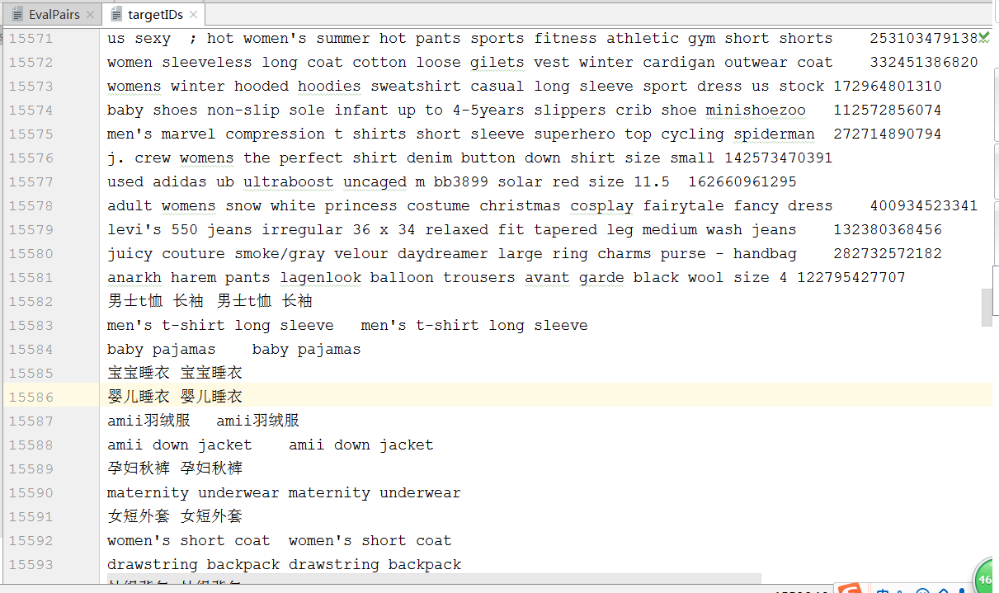 EvalPairs targetIDs
15571 us sexy ; hot women's summer hot pants sports fitness athletic gym short shorts 253103479138
15572 women sleeveless long coat cotton loose gilets vest winter cardigan outwear coat 332451386820
15573 womens winter hooded hoodies sweatshirt casual long sleeve sport dress us stock 172964801310
15574 baby shoes non-slip sole infant up to 4-5years slippers crib shoe minishoezoo 112572856074
15575 men's marvel compression t shirts short sleeve superhero top cycling spiderman 272714890794
15576 j. crew womens the perfect shirt denim button down shirt size small 142573470391
15577 used adidas ub ultraboost uncaged m bb3899 solar red size 11.5 162660961295
15578 adult womens snow white princess costume christmas cosplay fairytale fancy dress 400934523341
15579 levi's 550 jeans irregular 36 x 34 relaxed fit tapered leg medium wash jeans 132380368456
15580 juicy couture smoke/gray velour daydreamer large ring charms purse - handbag 282732572182
15581 anarkh harem pants lagenlook balloon trousers avant garde black wool size 4 122795427707
15582 男士t恤 长袖 男士t恤 长袖
15583 men's t-shirt long sleeve men's t-shirt long sleeve
15584 baby pajamas baby pajamas
15585 宝宝睡衣 宝宝睡衣
15586 婴儿睡衣 婴儿睡衣
15587 amii羽绒服 amii羽绒服
15588 amii down jacket amii down jacket
15589 孕妇秋裤 孕妇秋裤
15590 maternity underwear maternity underwear
15591 女短外套 女短外套
15592 women's short coat women's short coat
15593 drawstring backpack drawstring backpack
46